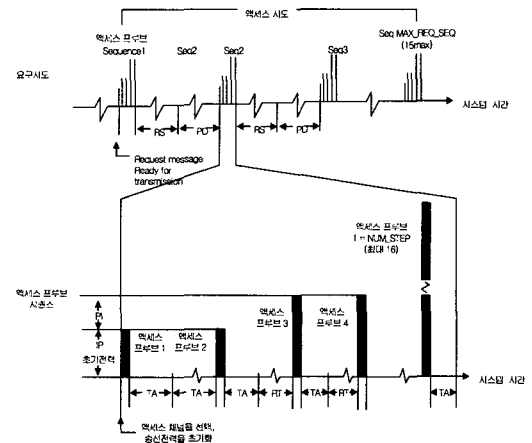 액세스 시도
액세스 프루브
Sequence1
Seq2
Seq2
Seq3
Seq MAX_REQ_SEQ
(15max)
요구시도
시스템 시간
RS
PD
RS
PD
Request message
Ready for
transmission
액세스 프루브
1 = NUM_STEP
(최대 16)
액세스 프루브
시퀀스
PI
IP
초기전력
액세스
프루브 1
액세스
프루브 2
액세스
프루브 3
액세스
프루브 4
시스템 시간
TA
TA
TA
RT
TA
RT
TA
액세스 채널을 선택,
송신전력을 초기화